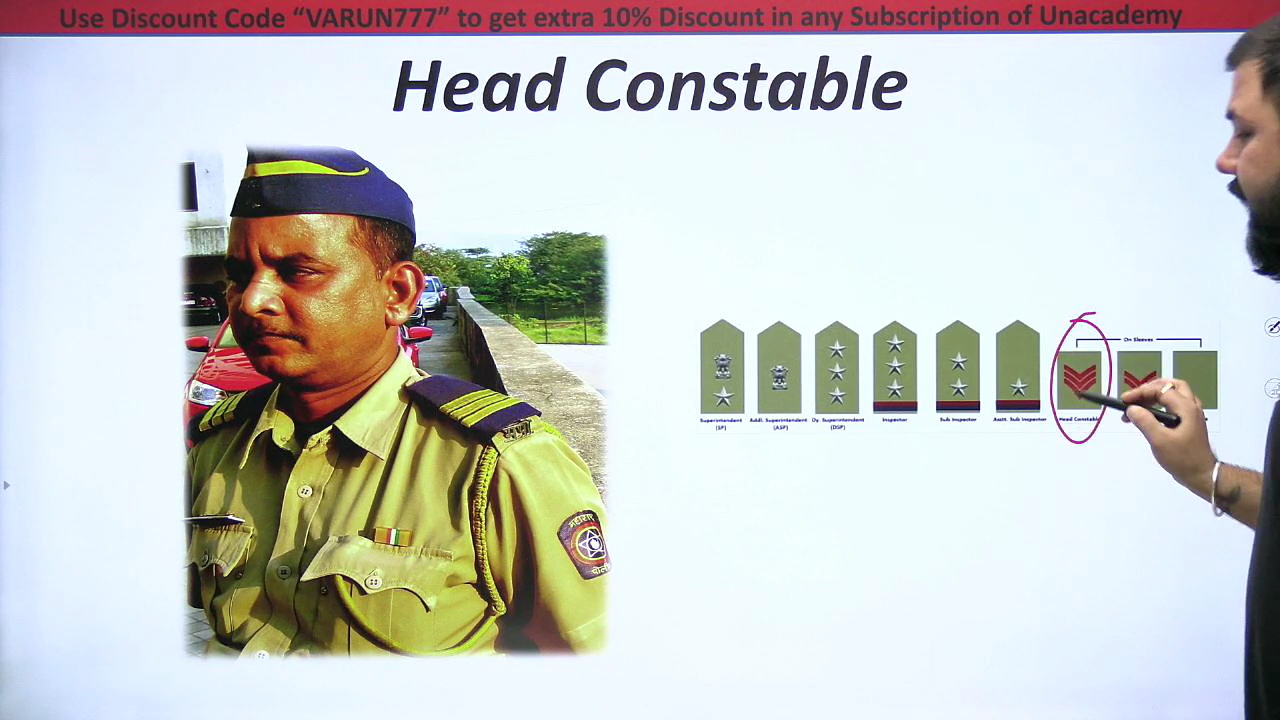 Use Discount Code “VARUN777” to get extra 10% Discount in any Subscription of Unacademy
Head Constable
On Sleeves
Superintendent
(SP)
Addl. Superintendent
(ASP)
Dy. Superintendent
(DSP)
Inspector
Sub Inspector
Asstt. Sub Inspector
Head Constable